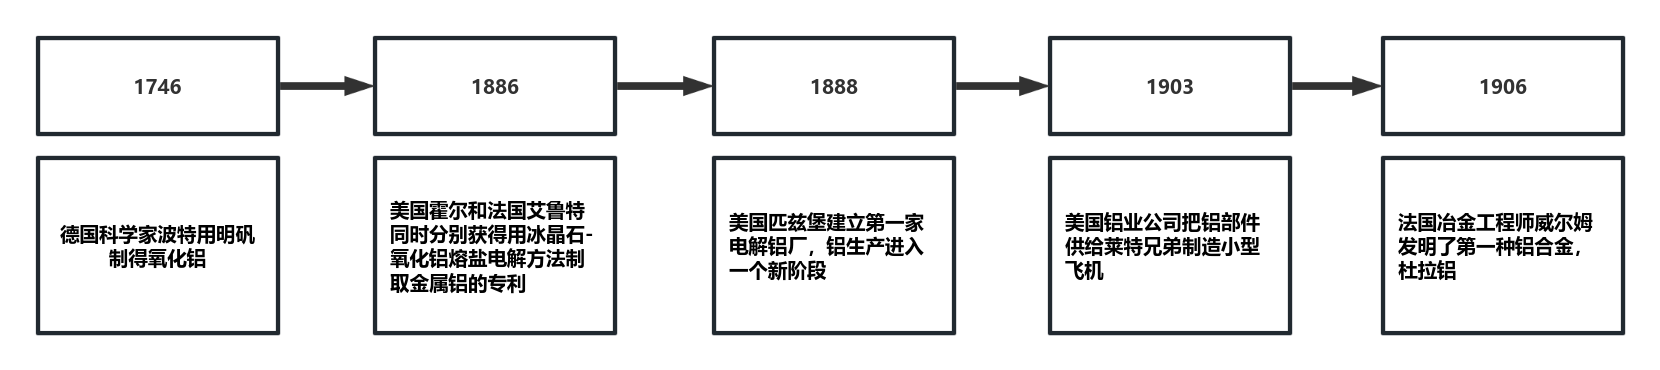 1746
1886
1888
1903
1906
德国科学家波特用明矾
制得氧化铝
美国霍尔和法国艾鲁特
同时分别获得用冰晶石-
氧化铝熔盐电解方法制
取金属铝的专利
美国匹兹堡建立第一家
电解铝厂，铝生产进入
一个新阶段
美国铝业公司把铝部件
供给莱特兄弟制造小型
飞机
法国冶金工程师威尔姆
发明了第一种铝合金，
杜拉铝